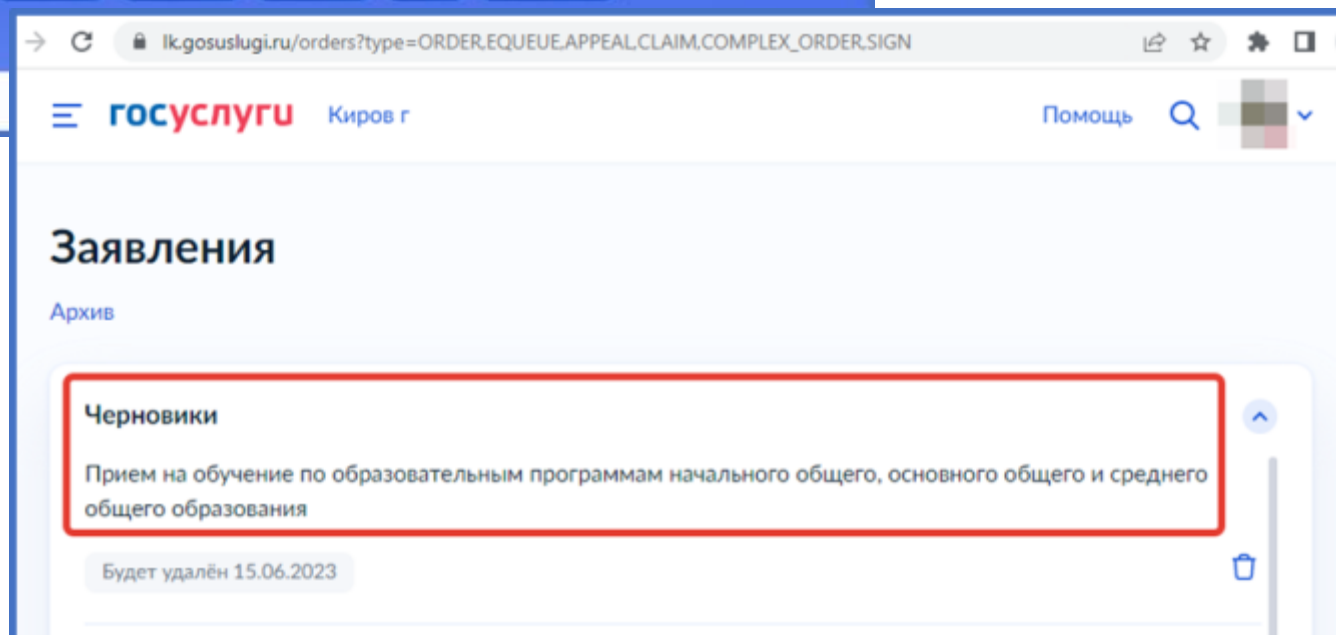 lk.gosuslugi.ru/orders?type=ORDER,EQUEUE,APPEAL,CLAIM,COMPLEX_ORDER,SIGN
госуслуги Киров г Помощь
Заявления
Архив
Черновики
Прием на обучение по образовательным программам начального общего, основного общего и среднего
общего образования
Будет удалён 15.06.2023